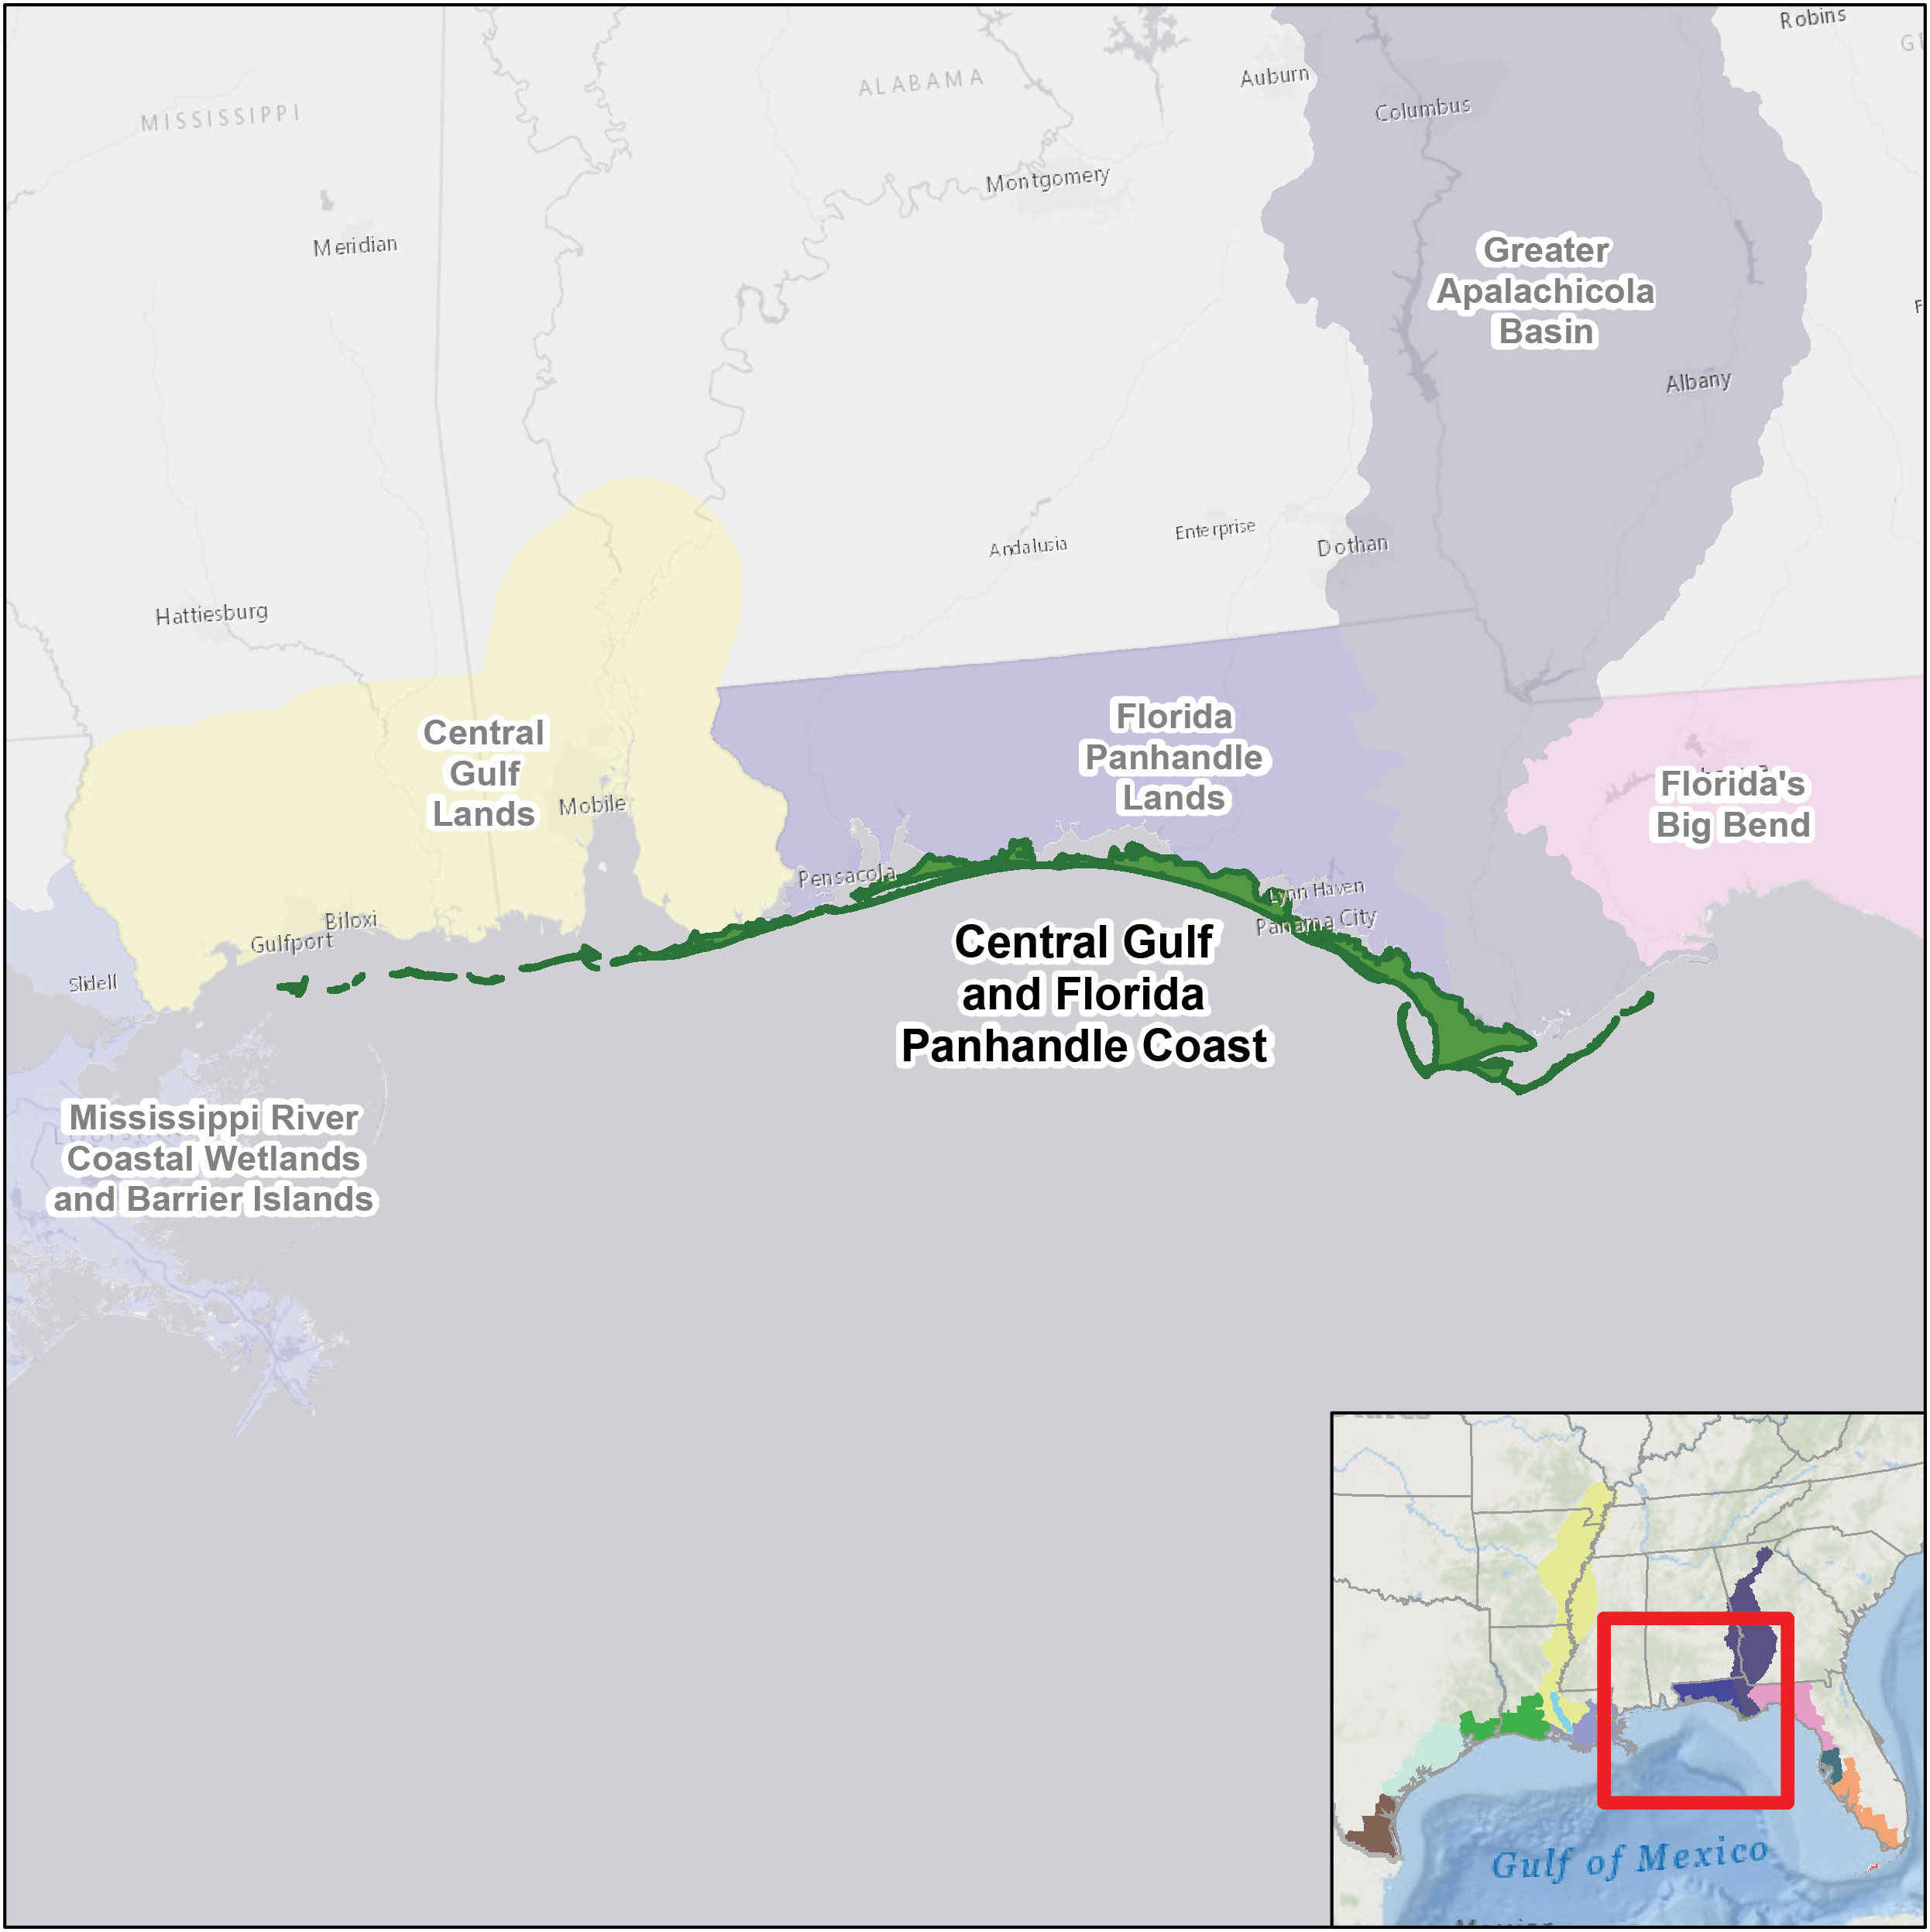 Robins
MISSISSIPPI
ALABAMA
Auburn
Columbus
Montgomery
Meridian
Greater
Apalachicola
Basin
Albany
Enterprise
Andalusia
Dothan
Hattiesburg
Central
Gulf
Lands
Mobile
Florida
Panhandle
Lands
Florida's
Big Bend
Pensacola
Lynn Haven
Panama City
Biloxi
Gulfport
Slidell
Central Gulf
and Florida
Panhandle Coast
Mississippi River
Coastal Wetlands
and Barrier Islands
Gulf of Mexico